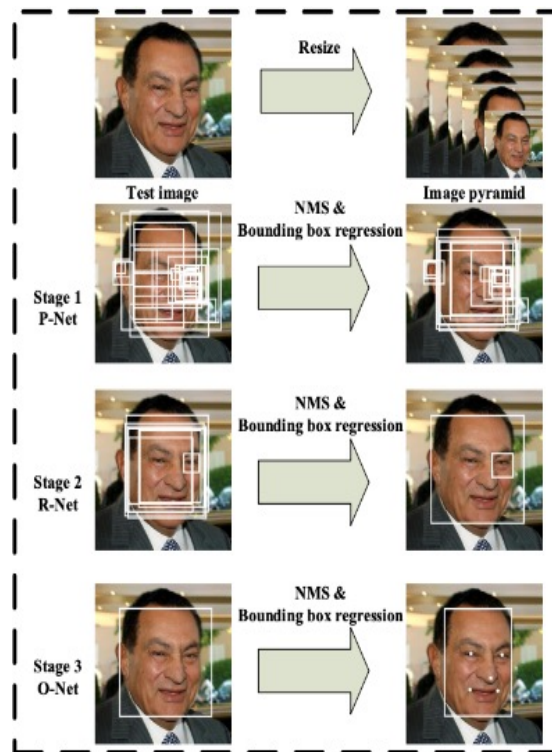 Resize
Test image
Image pyramid
NMS &
Bounding box regression
Stage 1
P-Net
NMS &
Bounding box regression
Stage 2
R-Net
NMS &
Bounding box regression
Stage 3
O-Net